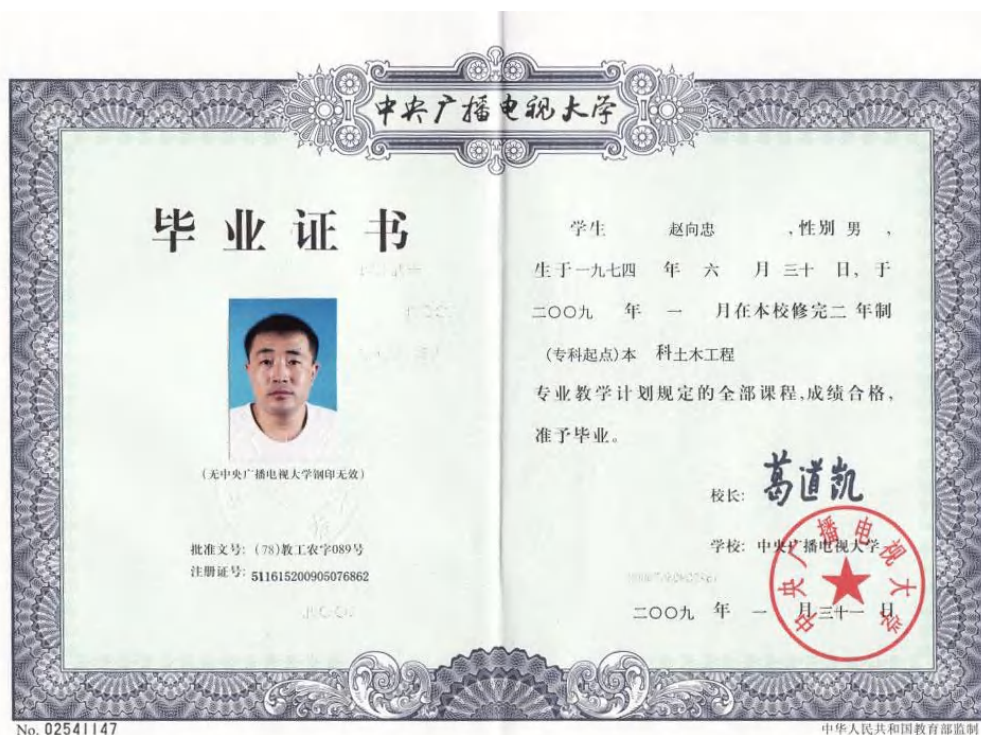 中央广播电视大学
毕业证书
(无中央广播电视大学钢印无效)
批准文号: (78)教工农字089号
注册证号: 511615200905076862
学生 赵向忠 ,性别 男 ,
生于一九七四 年 六 月 三十 日, 于
二〇〇九 年 一 月在本校修完二 年制
(专科起点)本 科土木工程
专业教学计划规定的全部课程,成绩合格,
准予毕业。
校长: 葛道凯
学校: 中央广播电视大学
二〇〇九 年 一 月三十一 日
中央广播电视大学
No. 02541147
中华人民共和国教育部监制